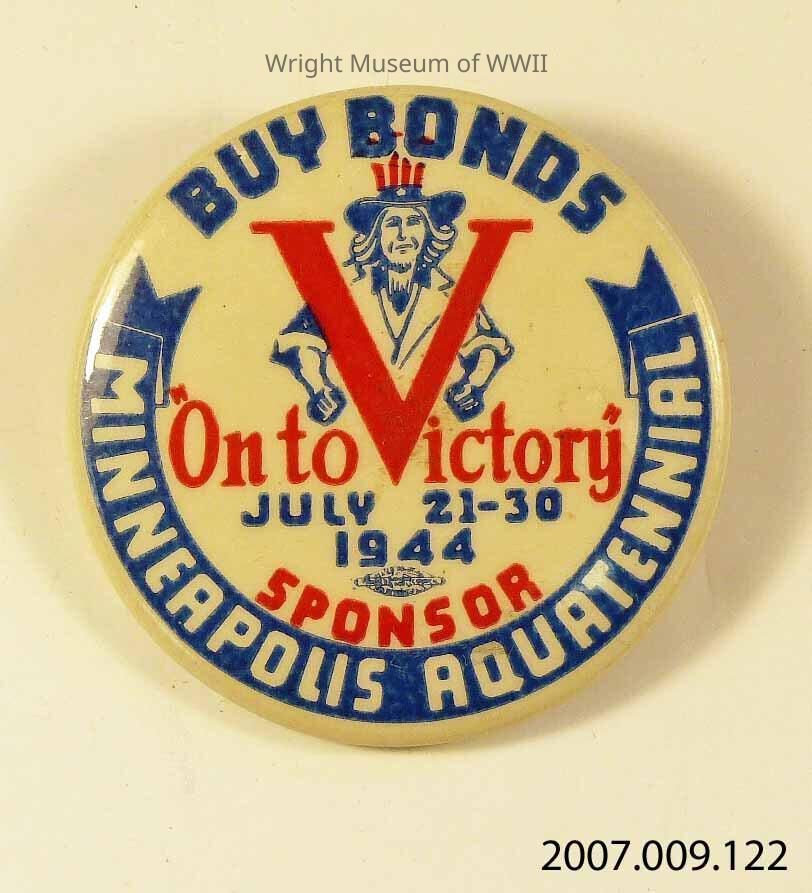 Wright Museum of WWII
BUY BONDS
"On to Victory"
JULY 21-30
1944
SPONSOR
MINNEAPOLIS AQUATENNIAL
2007.009.122